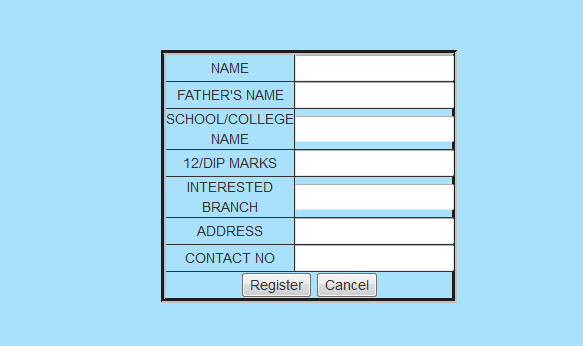 NAME
FATHER'S NAME
SCHOOL/COLLEGE
NAME
12/DIP MARKS
INTERESTED
BRANCH
ADDRESS
CONTACT NO
Register Cancel